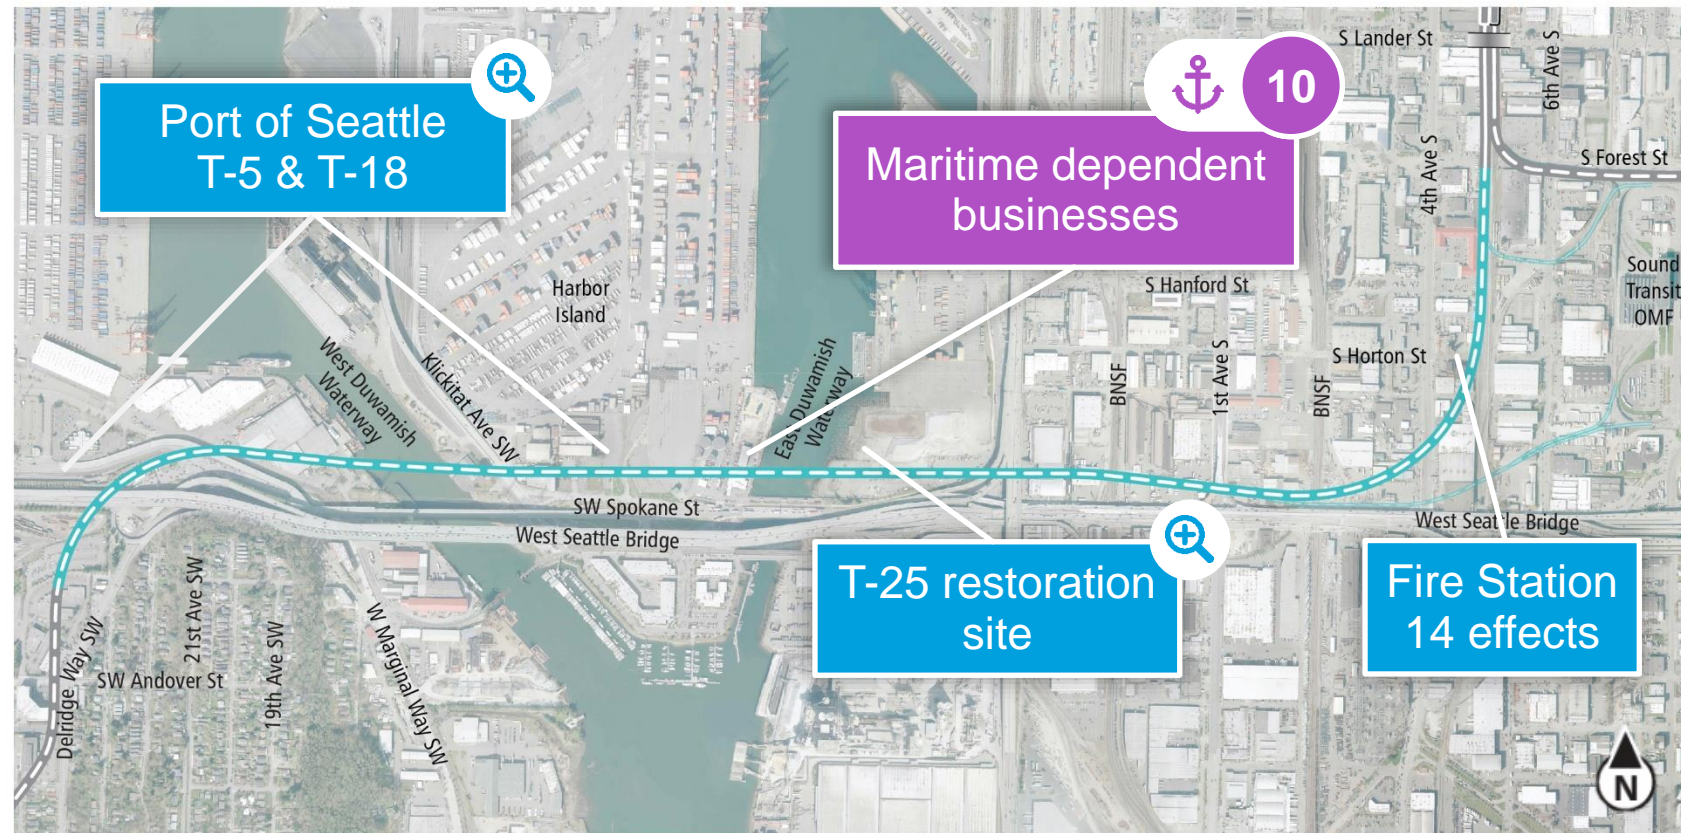 S Lander St
6th Ave S
10
Port of Seattle
T-5 & T-18
Maritime dependent
businesses
S Forest St
4th Ave S
Sound
Transit
OMF
S Hanford St
Harbor
Island
West Duwamish
Waterway
Klickitat Ave SW
East Duwamish
Waterway
BNSF
1st Ave S
BNSF
S Horton St
SW Spokane St
West Seattle Bridge
West Seattle Bridge
T-25 restoration
site
Fire Station
14 effects
Delridge Way SW
SW Andover St
21st Ave SW
19th Ave SW
W Marginal Way SW
N